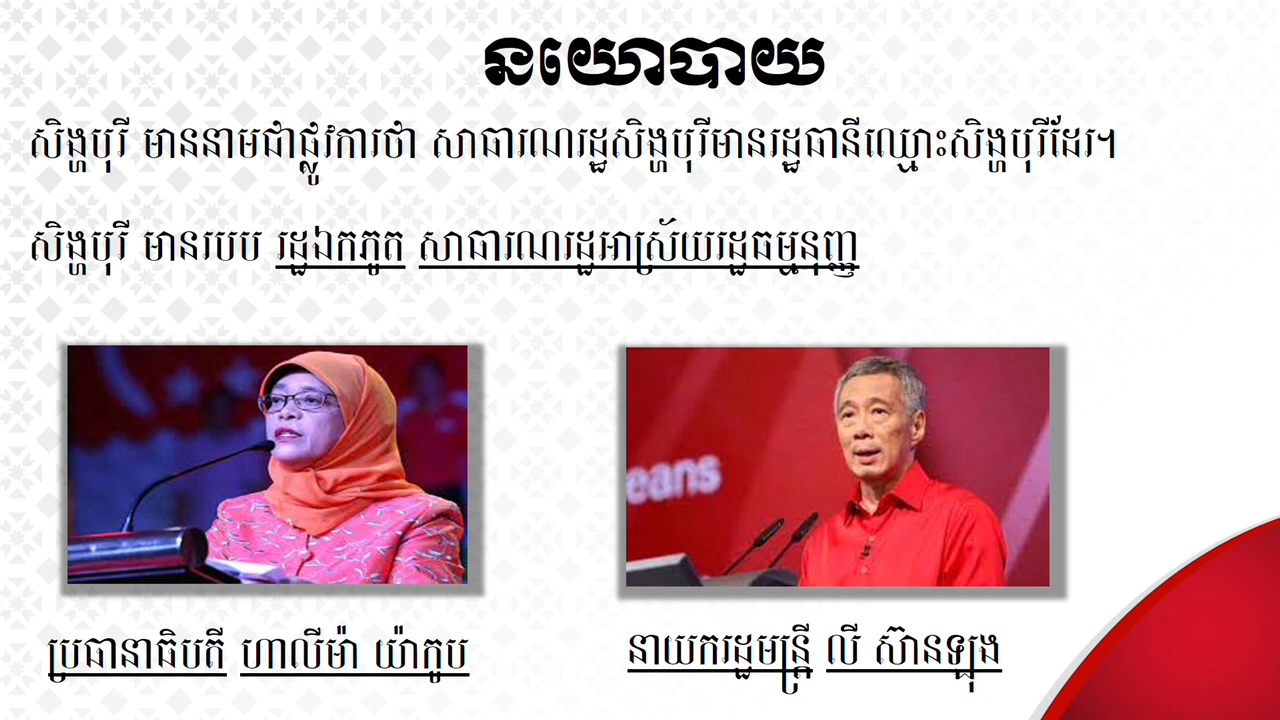 នយោបាយ
សិង្ហបុរី មាននាមជាផ្លូវការថា សាធារណរដ្ឋសិង្ហបុរីមានរដ្ឋធានីឈ្មោះសិង្ហបុរីដែរ។
សិង្ហបុរី មានរបប រដ្ឋឯកភូត សាធារណរដ្ឋអាស្រ័យរដ្ឋធម្មនុញ្ញ
eans
ប្រធានាធិបតី ហាលីម៉ា យ៉ាកូប
នាយករដ្ឋមន្ត្រី លី ស៊ានឡុង